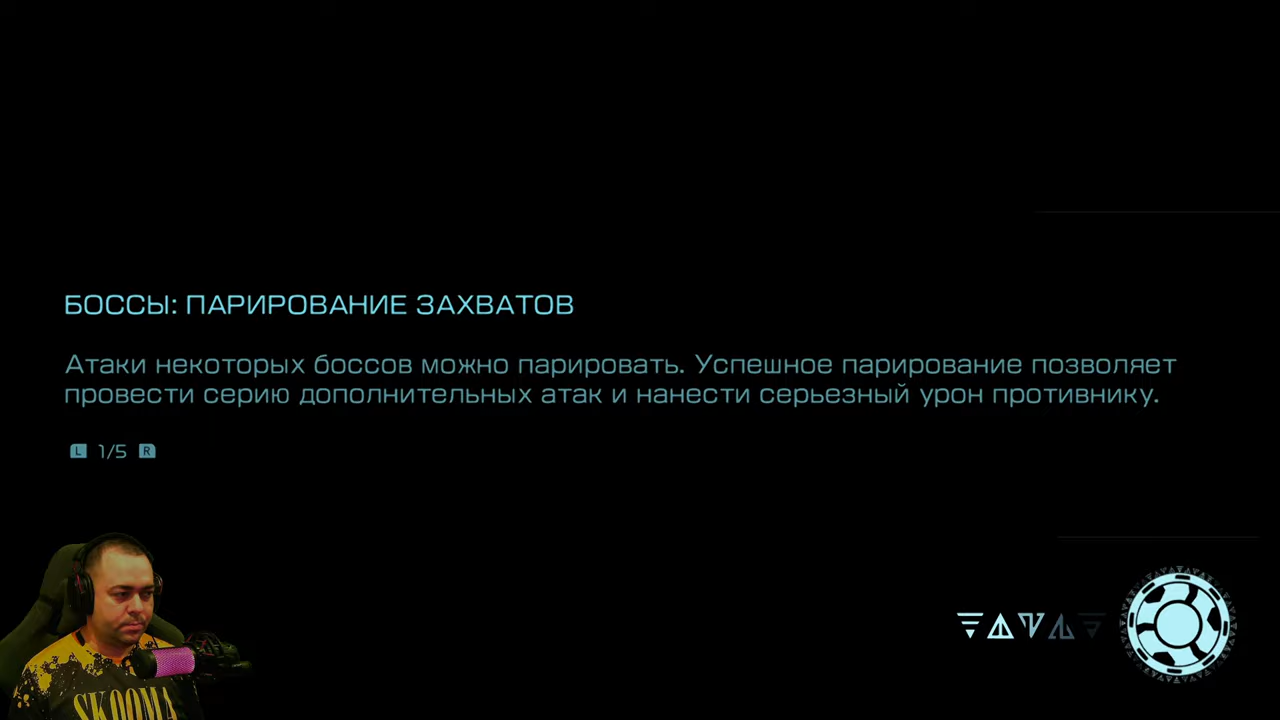 БОССЫ: ПАРИРОВАНИЕ ЗАХВАТОВ
Атаки некоторых боссов можно парировать. Успешное парирование позволяет
провести серию дополнительных атак и нанести серьезный урон противнику.
L 1/5 R
SKOOMA